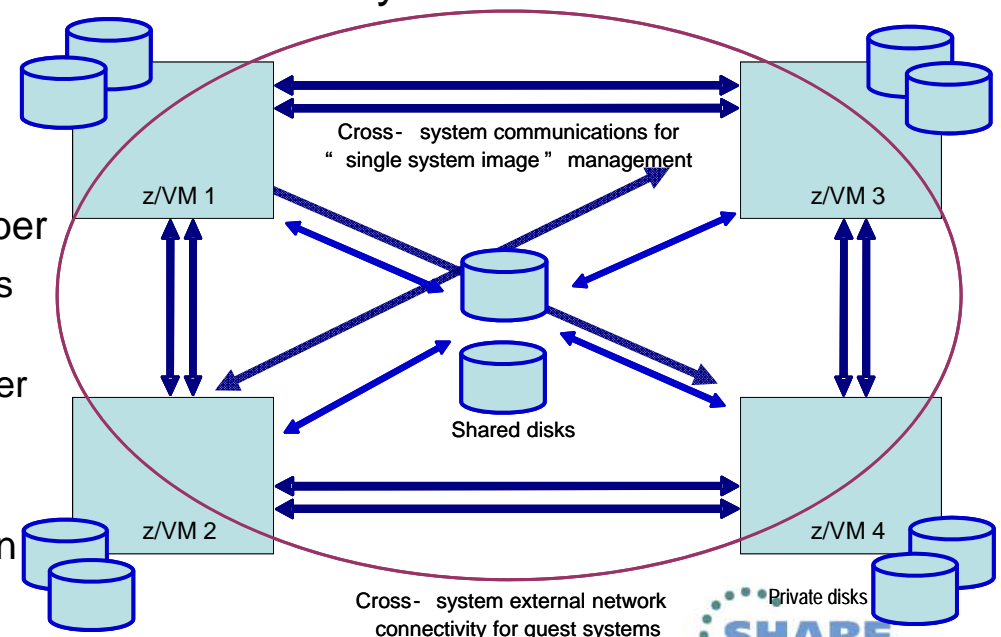 Cross- system communications for
“ single system image ” management
z/VM 1
z/VM 3
Shared disks
z/VM 2
z/VM 4
Cross- system external network
connectivity for guest systems
Private disks
SHARE